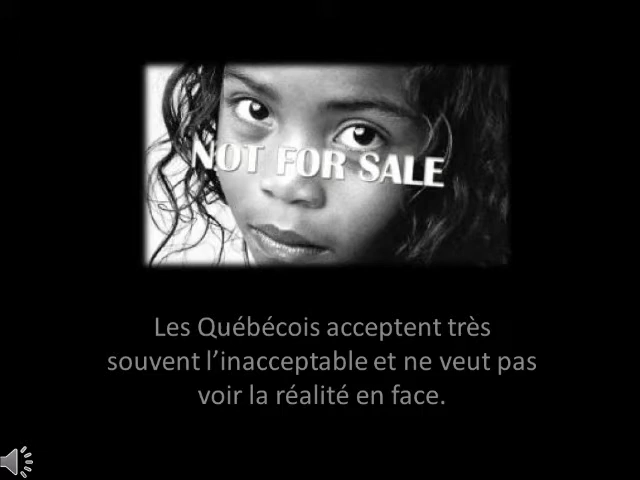 NOT FOR SALE
Les Québécois acceptent très
souvent l'inacceptable et ne veut pas
voir la réalité en face.